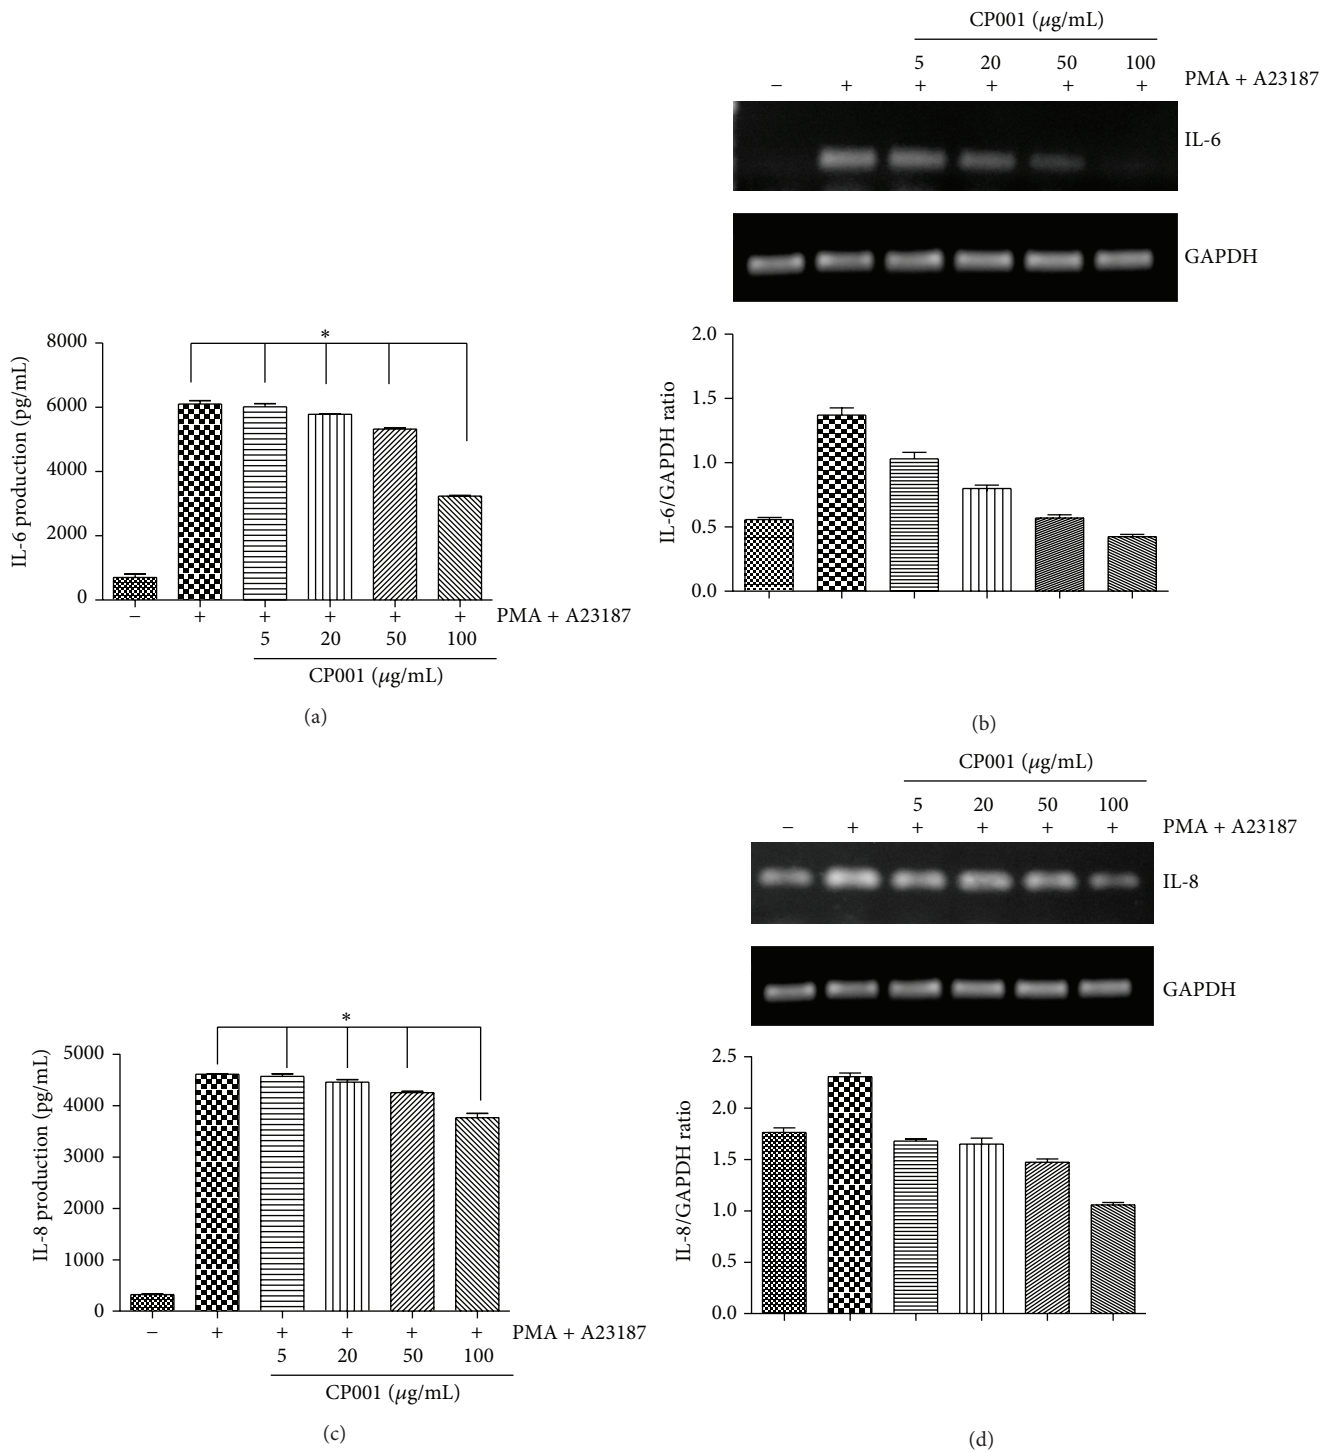 CP001 (μg/mL)
5 20 50 100
− + + + + + PMA + A23187
IL-6
GAPDH
8000
6000
4000
2000
0
IL-6 production (pg/mL)
*
− + + + + + PMA + A23187
5 20 50 100
CP001 (μg/mL)
(a)
2.0
1.5
1.0
0.5
0.0
IL-6/GAPDH ratio
(b)
CP001 (μg/mL)
5 20 50 100
− + + + + + PMA + A23187
IL-8
GAPDH
5000
4000
3000
2000
1000
0
IL-8 production (pg/mL)
*
− + + + + + PMA + A23187
5 20 50 100
CP001 (μg/mL)
(c)
2.5
2.0
1.5
1.0
0.5
0.0
IL-8/GAPDH ratio
(d)